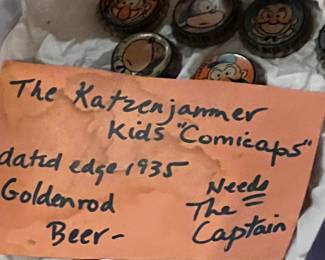 The Katzenjammer
Kids "Comicaps"
dated edge 1935
Goldenrod
Beer-
Needs
The
Captain